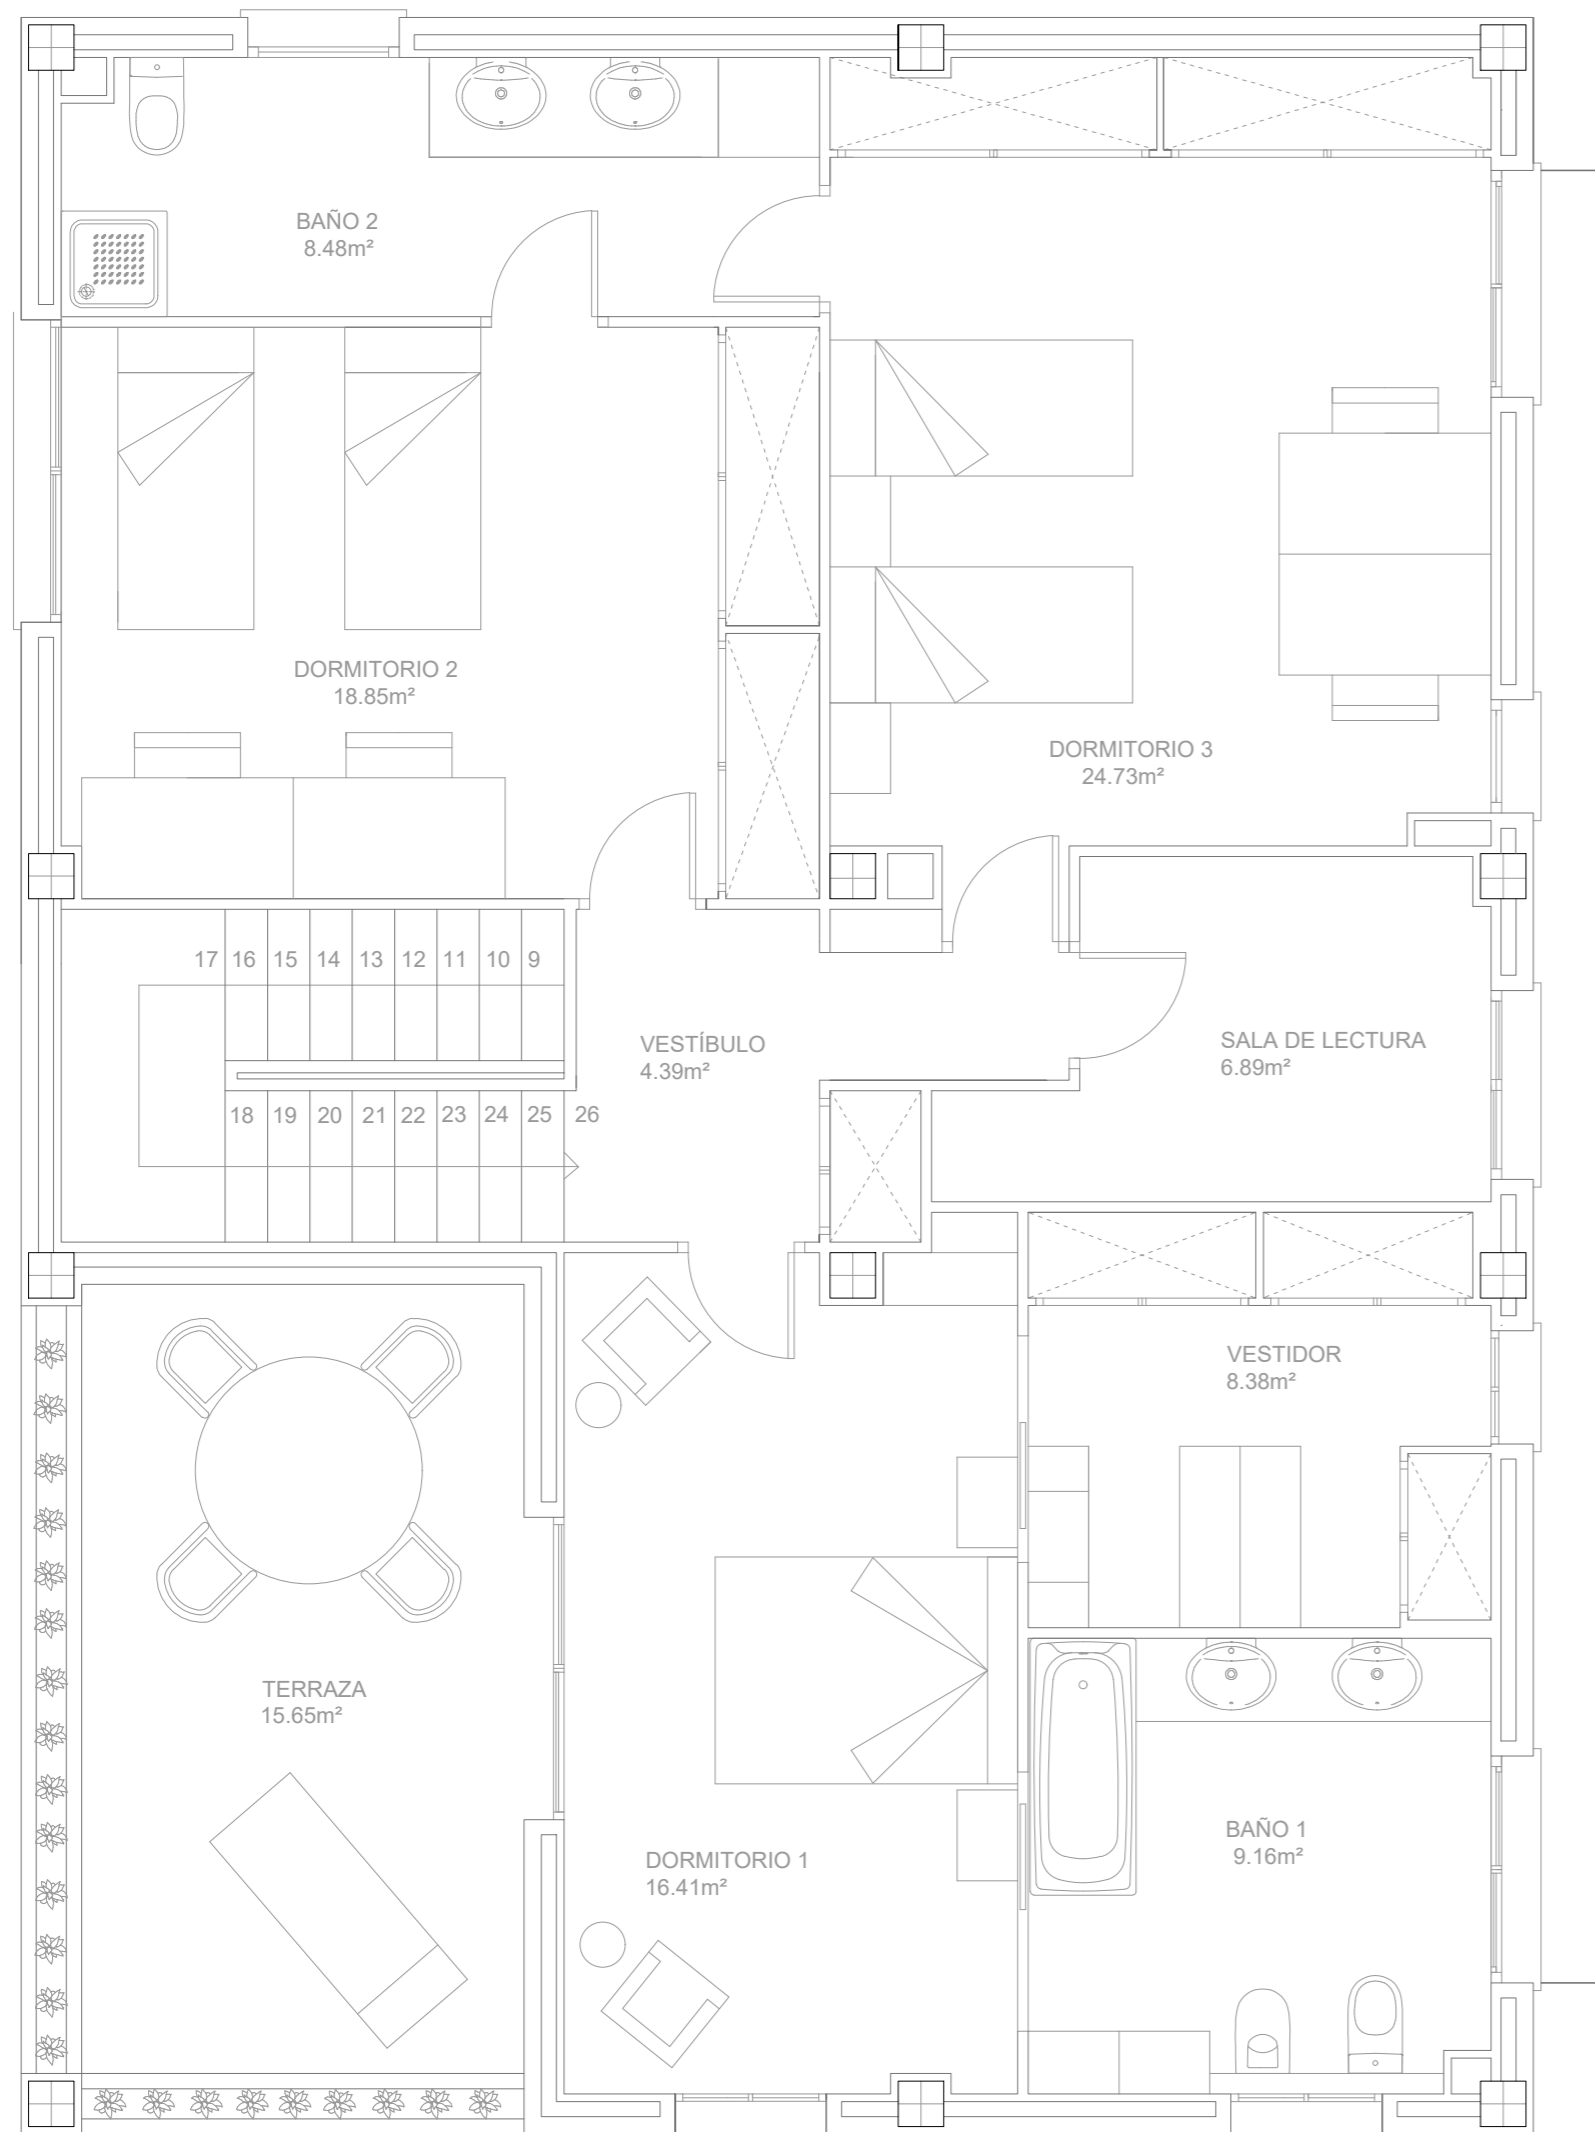 BAÑO 2
8.48m²
DORMITORIO 2
18.85m²
DORMITORIO 3
24.73m²
17 16 15 14 13 12 11 10 9
VESTÍBULO
4.39m²
SALA DE LECTURA
6.89m²
18 19 20 21 22 23 24 25 26
VESTIDOR
8.38m²
TERRAZA
15.65m²
BAÑO 1
9.16m²
DORMITORIO 1
16.41m²